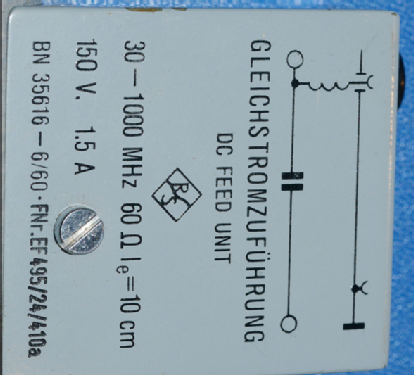 GLEICHSTROMZUFÜHRUNG
DC FEED UNIT
R&S
30 — 1000 MHz 60 Ω lₑ=10 cm
150 V. 1.5 A
BN 35616 — 6/60 · FNr. EF 495/24/410a